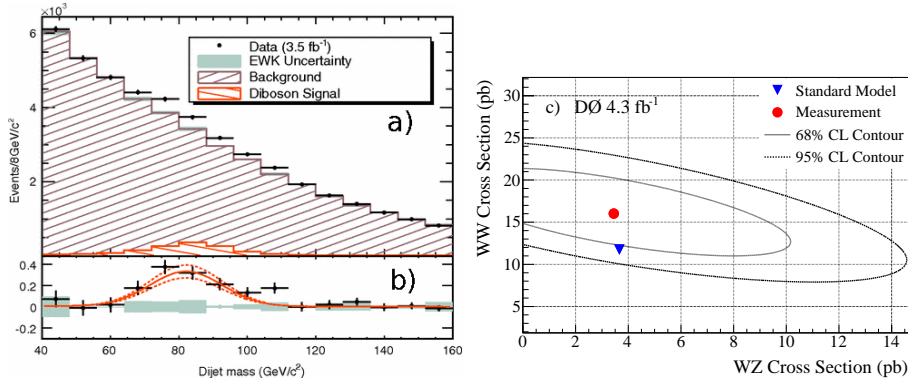 ×10³
6
4
2
Events/8GeV/c²
Data (3.5 fb⁻¹)
EWK Uncertainty
Background
Diboson Signal
a)
b)
0.4
0.2
0
-0.2
40 60 80 100 120 140 160
Dijet mass (GeV/c²)
WW Cross Section (pb)
30
25
20
15
10
5
c) DØ 4.3 fb⁻¹
Standard Model
Measurement
68% CL Contour
95% CL Contour
0 2 4 6 8 10 12 14
WZ Cross Section (pb)